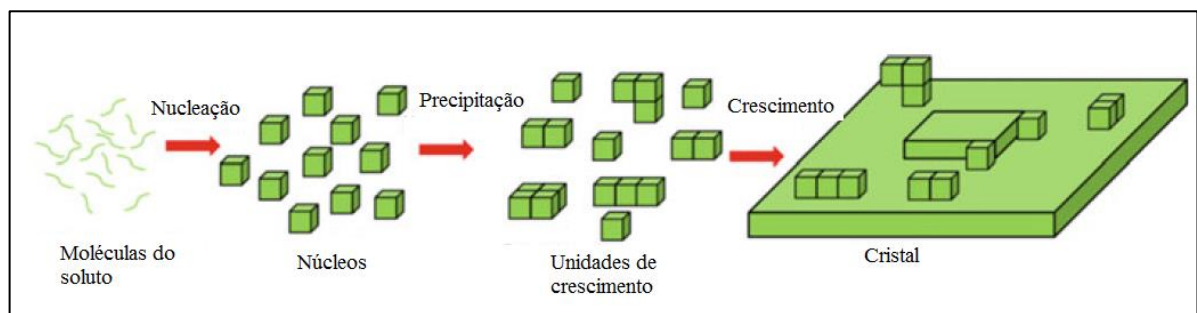 Nucleação
Precipitação
Crescimento
Moléculas do
soluto
Núcleos
Unidades de
crescimento
Cristal